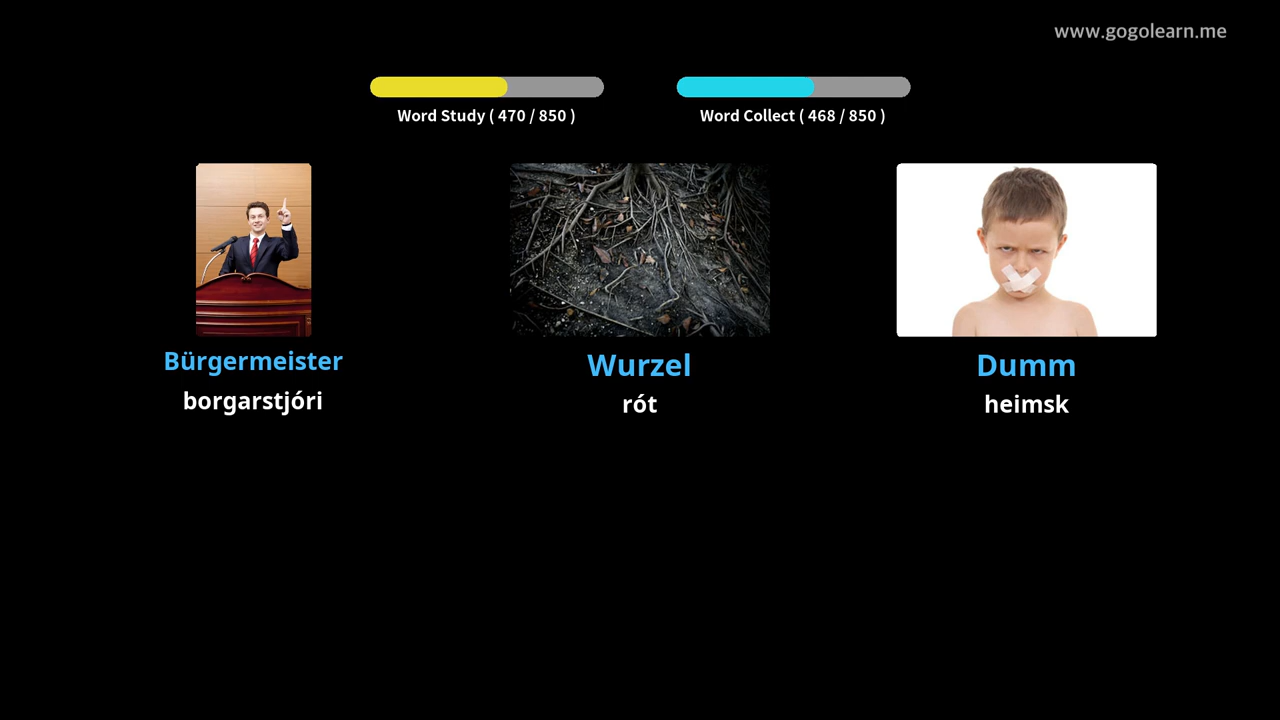 www.gogolearn.me
Word Study ( 470 / 850 )
Word Collect ( 468 / 850 )
Bürgermeister
borgarstjóri
Wurzel
rót
Dumm
heimsk